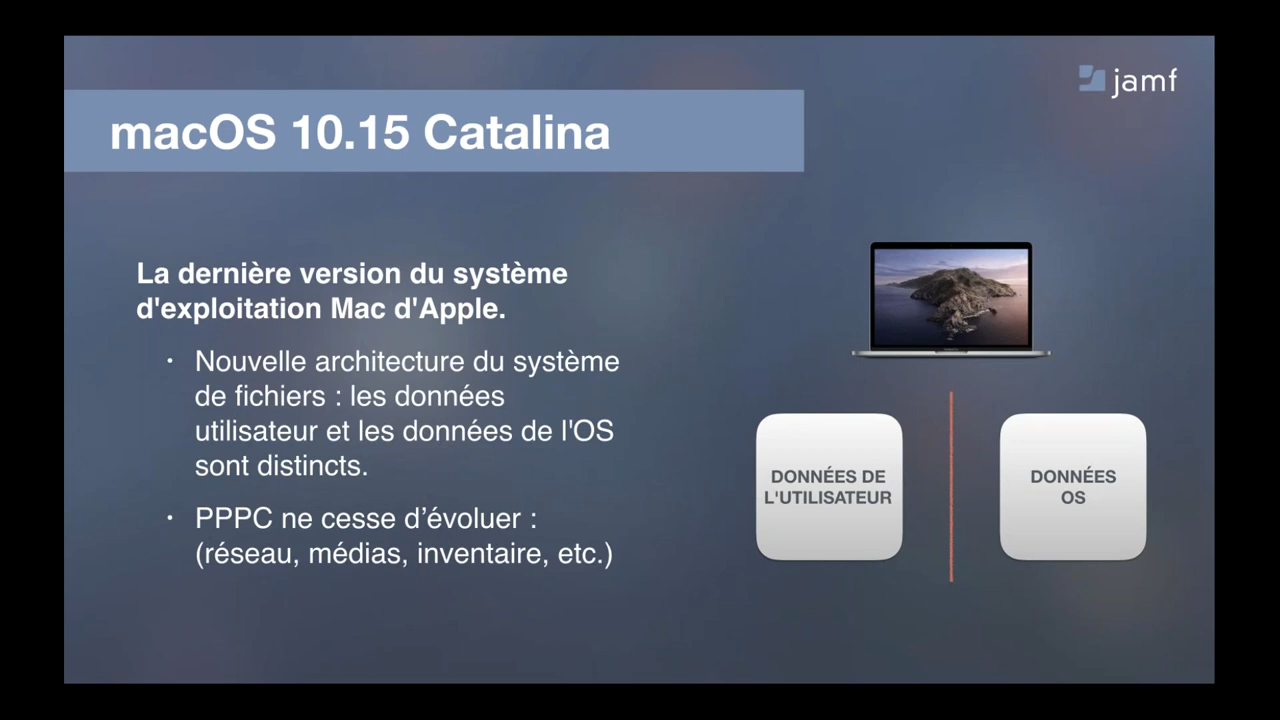 jamf
macOS 10.15 Catalina
La dernière version du système
d'exploitation Mac d'Apple.
· Nouvelle architecture du système
de fichiers : les données
utilisateur et les données de l'OS
sont distincts.
· PPPC ne cesse d’évoluer :
(réseau, médias, inventaire, etc.)
DONNÉES DE
L'UTILISATEUR
DONNÉES
OS